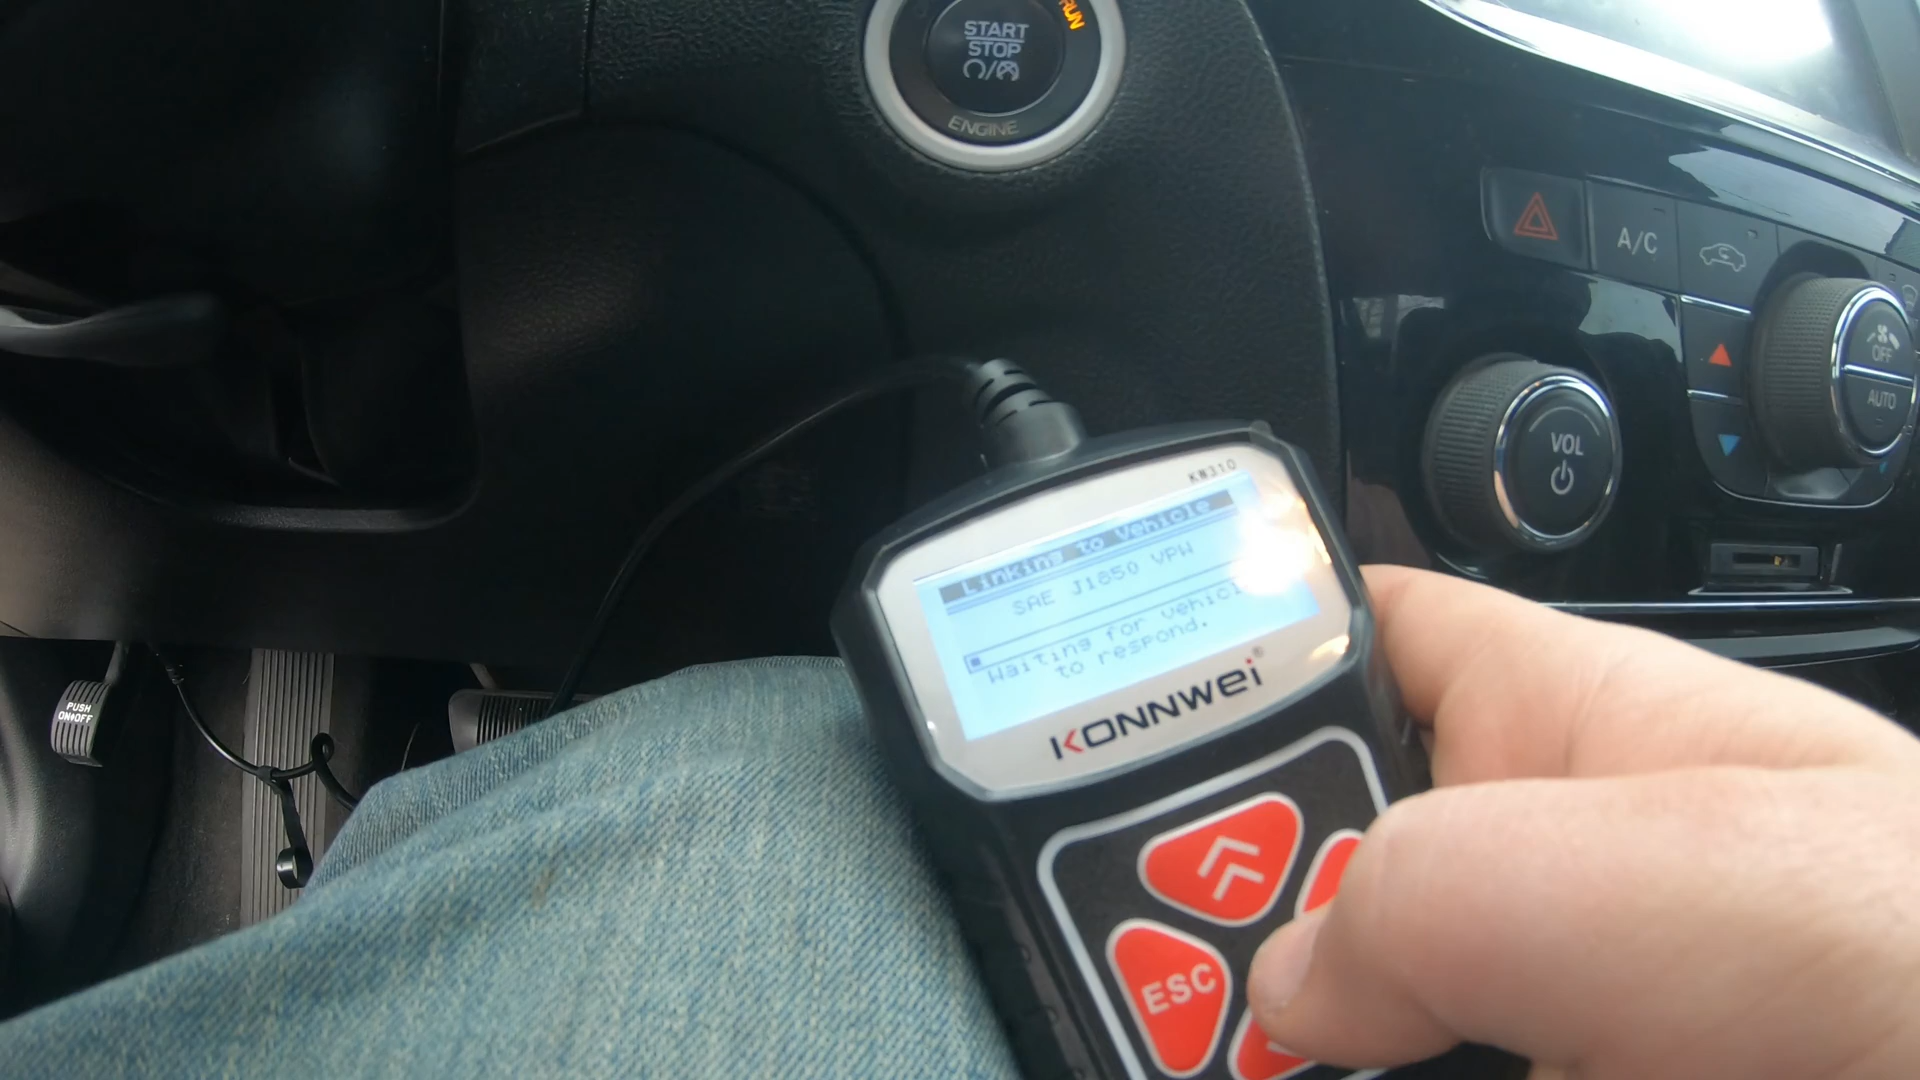 RUN
START
STOP
ENGINE
A/C
OFF
AUTO
VOL
KW310
Linking to Vehicle
SAE J1850 VPW
Waiting for vehicle
to respond.
KONNWEI®
PUSH
ON OFF
ESC